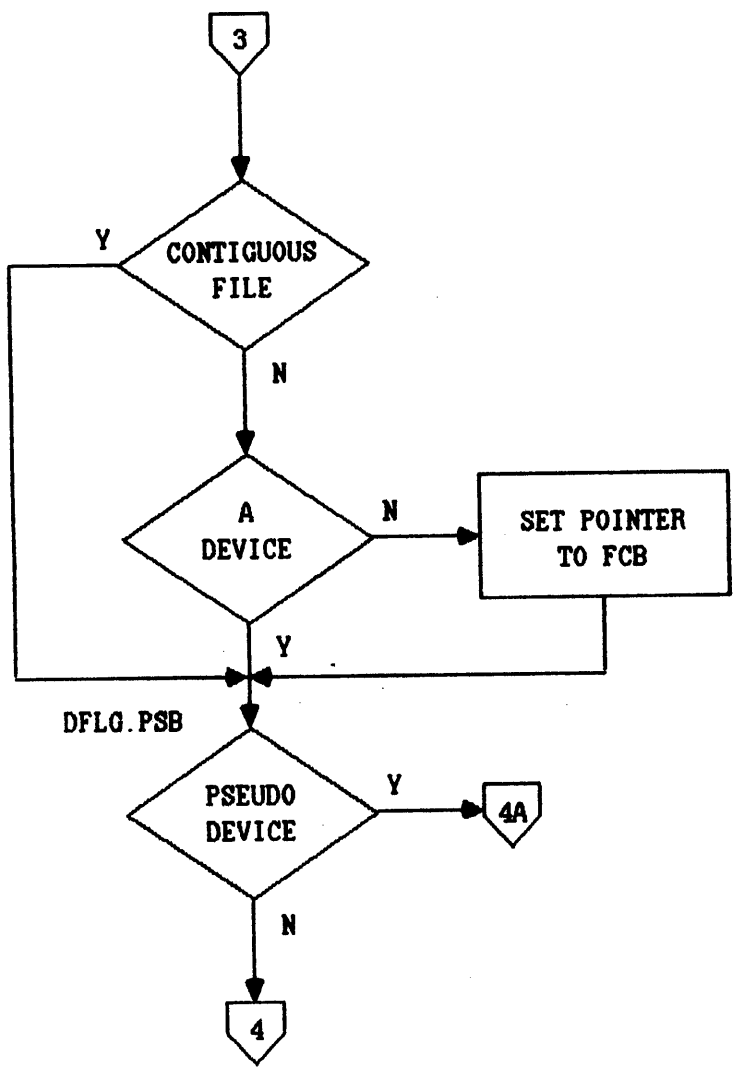 3
Y
CONTIGUOUS
FILE
N
A
DEVICE
N
SET POINTER
TO FCB
Y
DFLG.PSB
PSEUDO
DEVICE
Y
4A
N
4